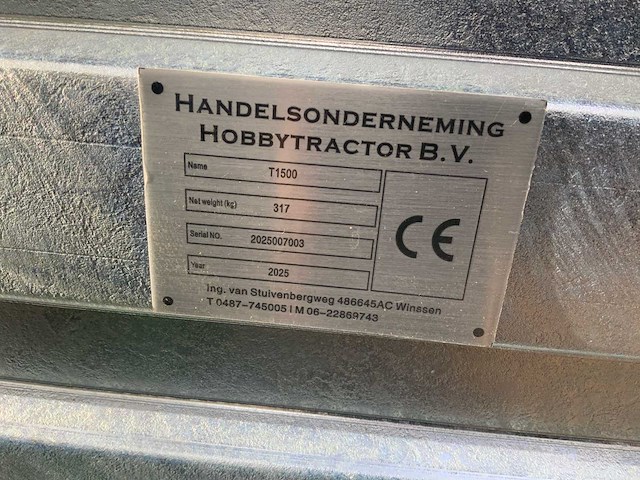 HANDELSONDERNEMING
HOBBYTRACTOR B.V.
Name T1500
Net weight (kg) 317
Serial NO. 2025007003
Year 2025
CE
Ing. van Stuivenbergweg 486645AC Winssen
T 0487-745005 | M 06-22869743